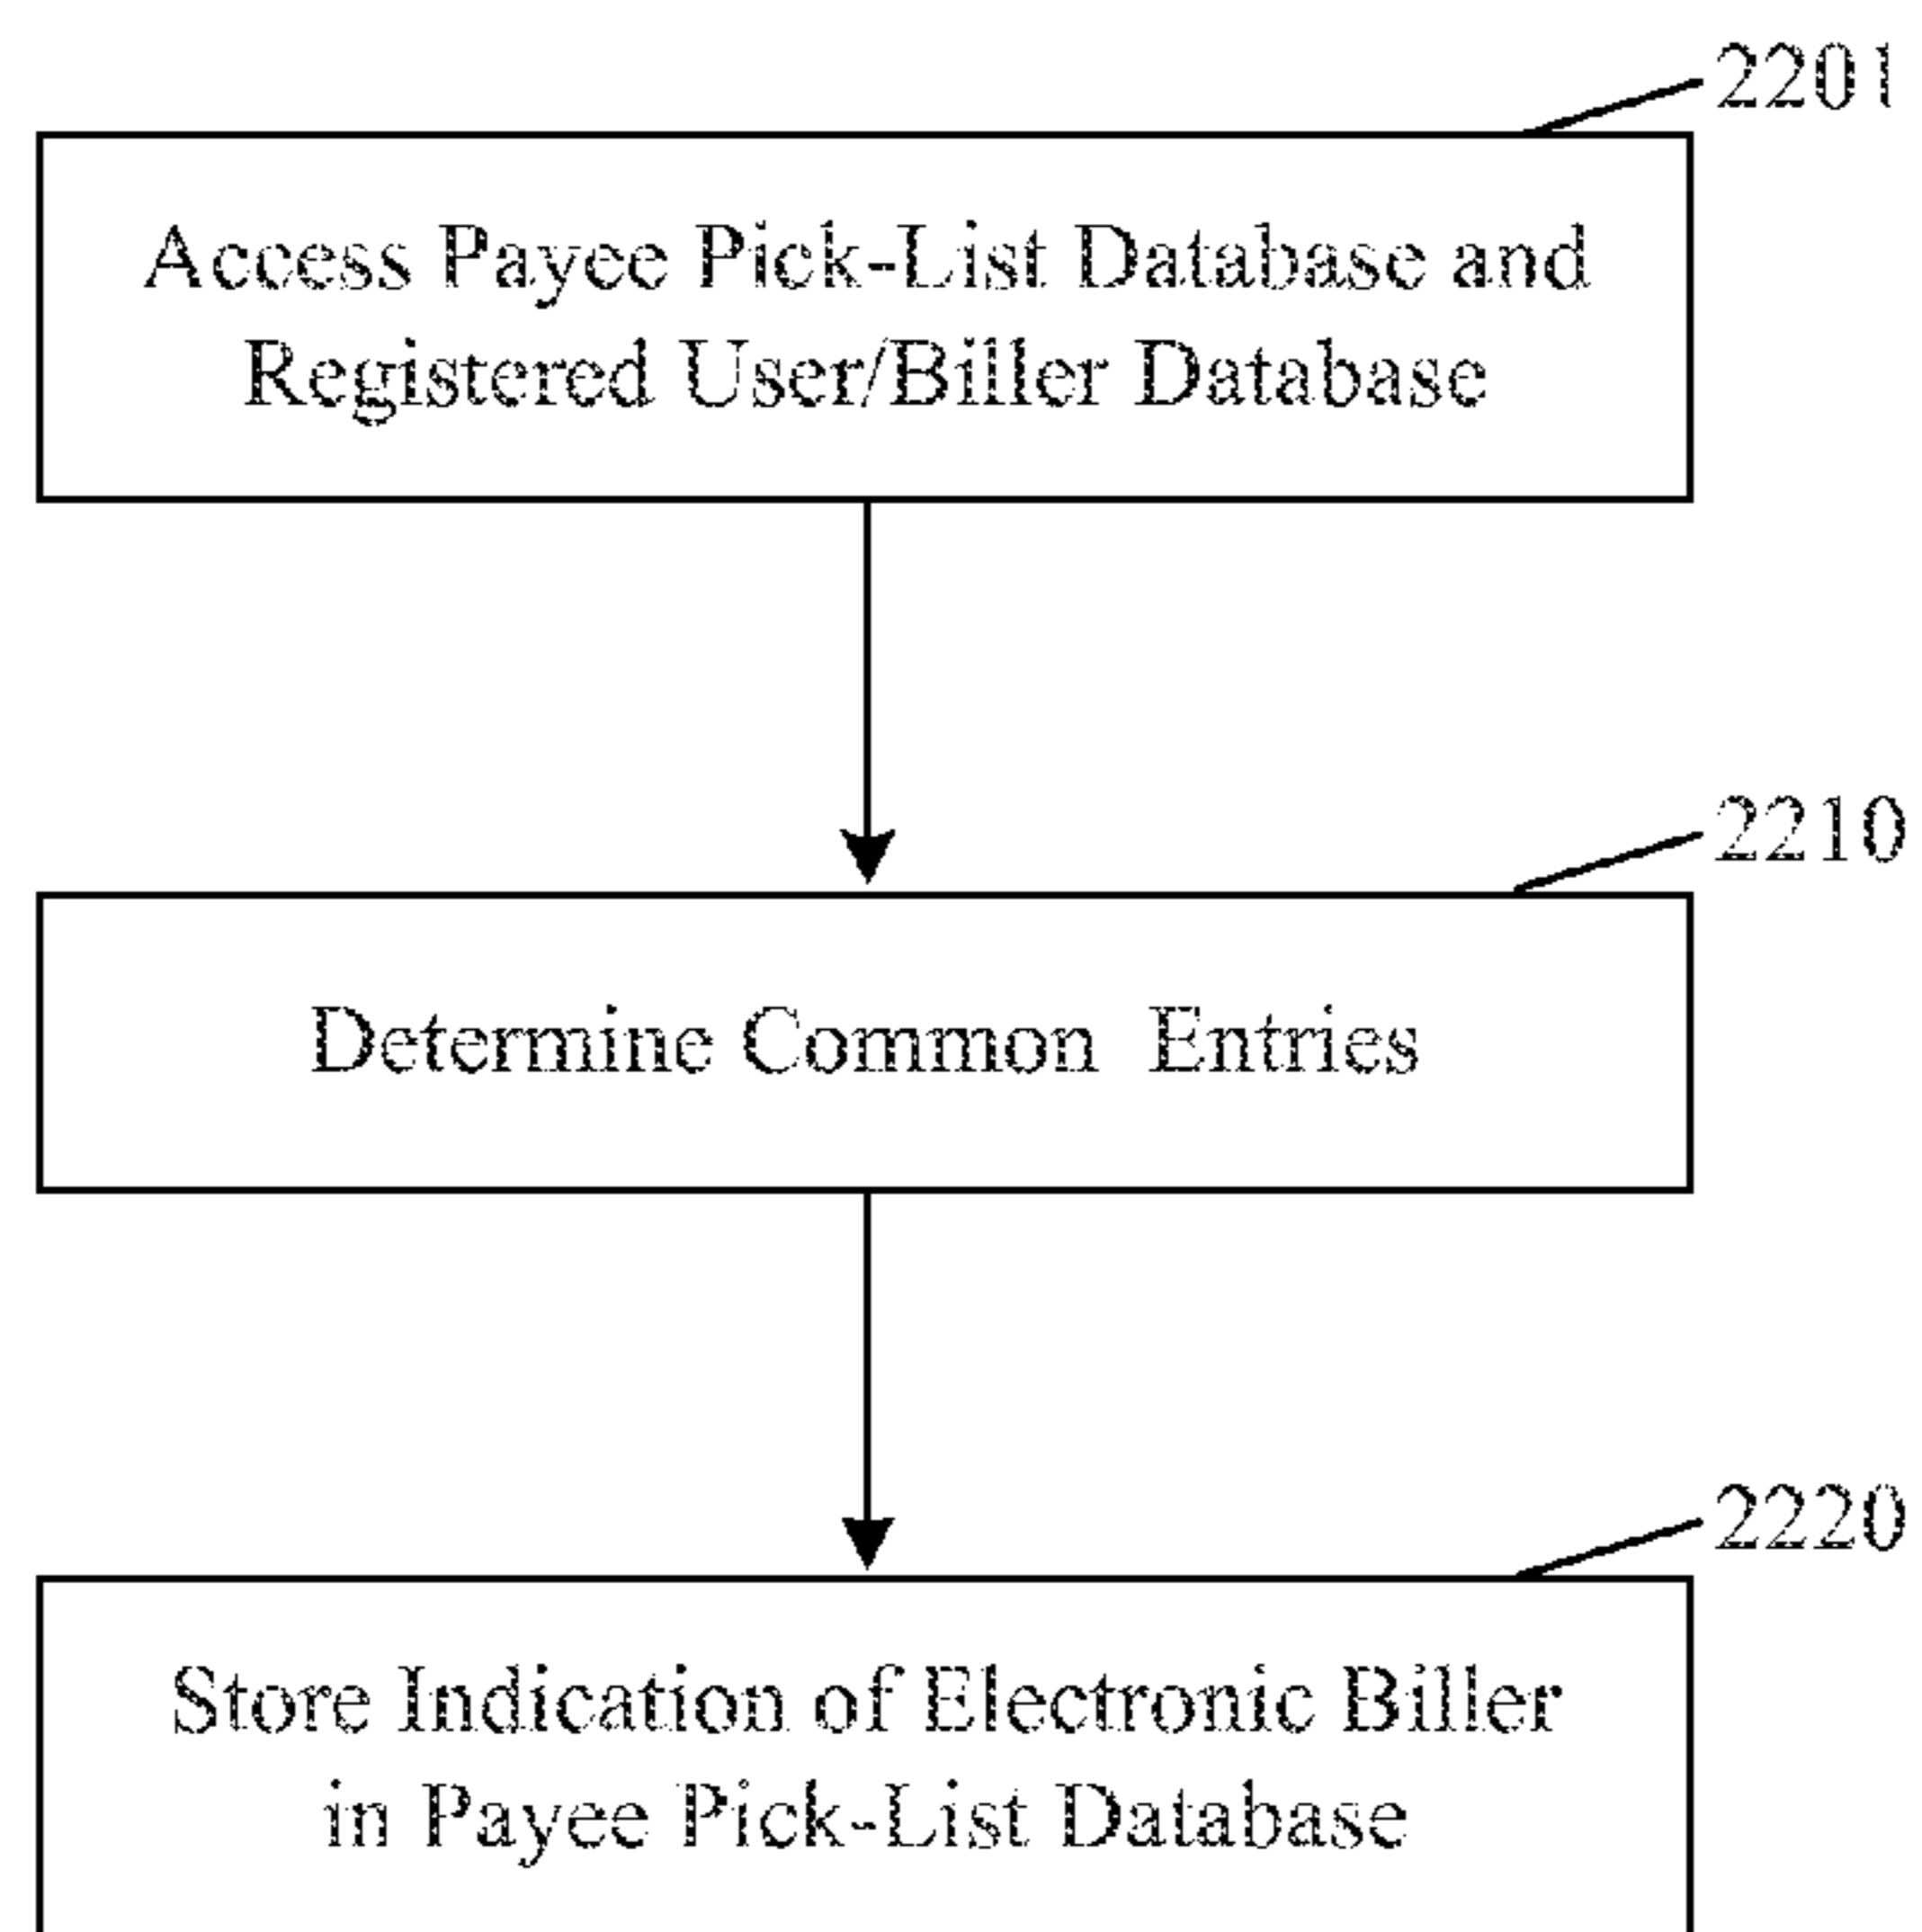 2201
Access Payee Pick-List Database and
Registered User/Biller Database
2210
Determine Common Entries
2220
Store Indication of Electronic Biller
in Payee Pick-List Database